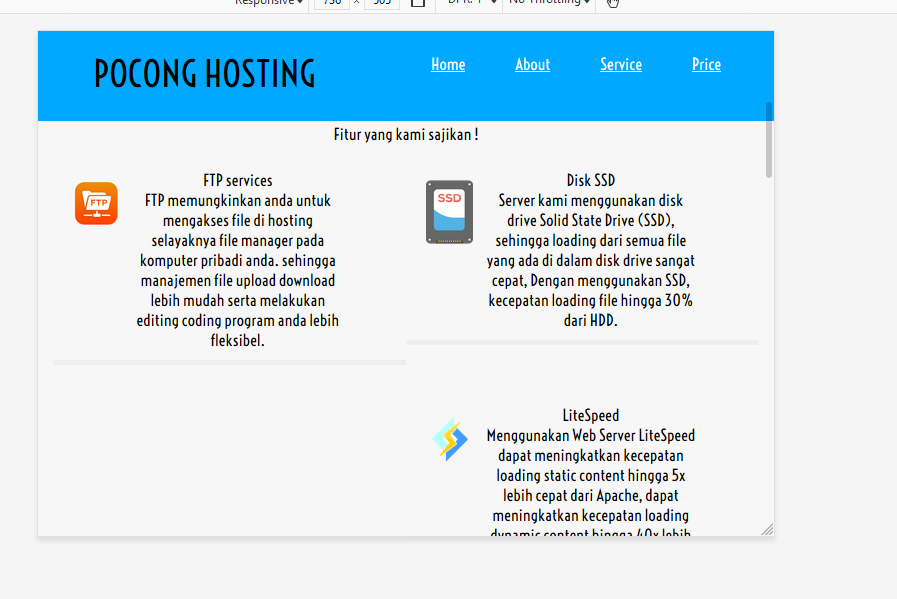 Responsive
736 × 505
DPR: 1
No Throttling
POCONG HOSTING
Home About Service Price
Fitur yang kami sajikan !
FTP
FTP services
FTP memungkinkan anda untuk
mengakses file di hosting
selayaknya file manager pada
komputer pribadi anda. sehingga
manajemen file upload download
lebih mudah serta melakukan
editing coding program anda lebih
fleksibel.
SSD
Disk SSD
Server kami menggunakan disk
drive Solid State Drive (SSD),
sehingga loading dari semua file
yang ada di dalam disk drive sangat
cepat, Dengan menggunakan SSD,
kecepatan loading file hingga 30%
dari HDD.
LiteSpeed
Menggunakan Web Server LiteSpeed
dapat meningkatkan kecepatan
loading static content hingga 5x
lebih cepat dari Apache, dapat
meningkatkan kecepatan loading
dynamic content hingga 40x lebih